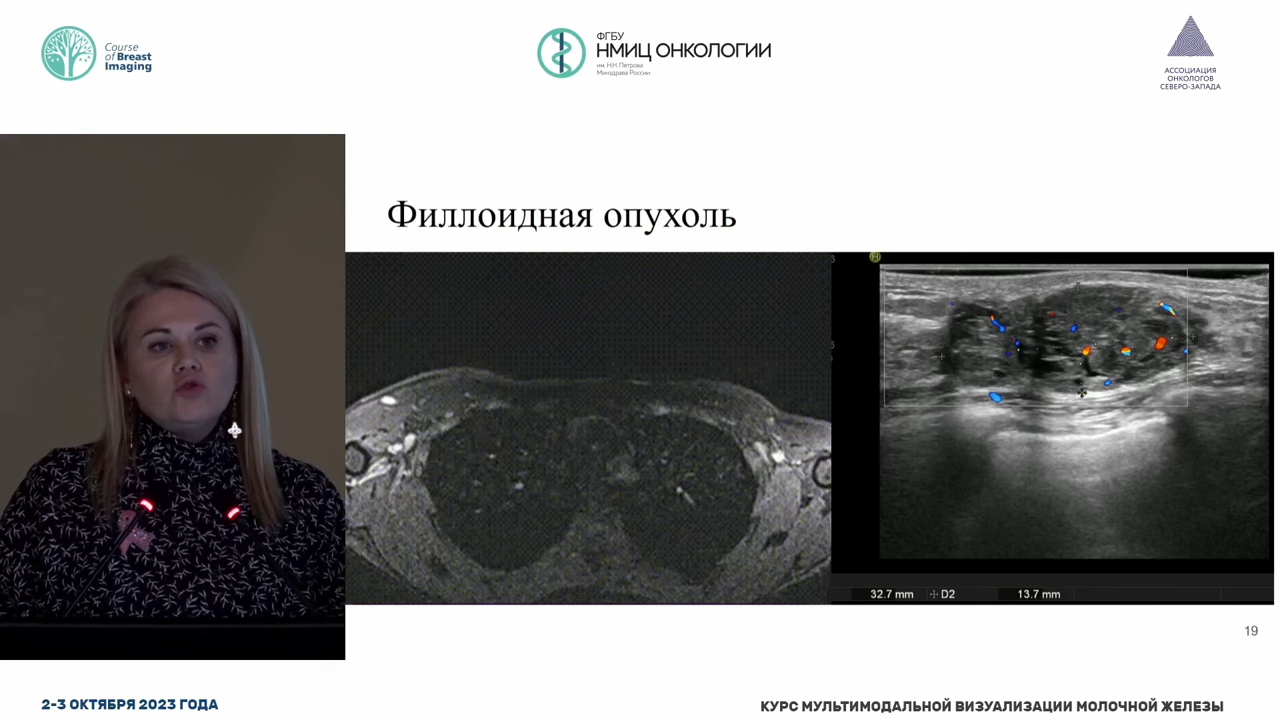 Course
of Breast
Imaging
ФГБУ
НМИЦ ОНКОЛОГИИ
им. Н.Н. Петрова
Минздрава России
АССОЦИАЦИЯ
ОНКОЛОГОВ
СЕВЕРО-ЗАПАДА
Филлоидная опухоль
H
32.7 mm D2 13.7 mm
19
2-3 ОКТЯБРЯ 2023 ГОДА
КУРС МУЛЬТИМОДАЛЬНОЙ ВИЗУАЛИЗАЦИИ МОЛОЧНОЙ ЖЕЛЕЗЫ